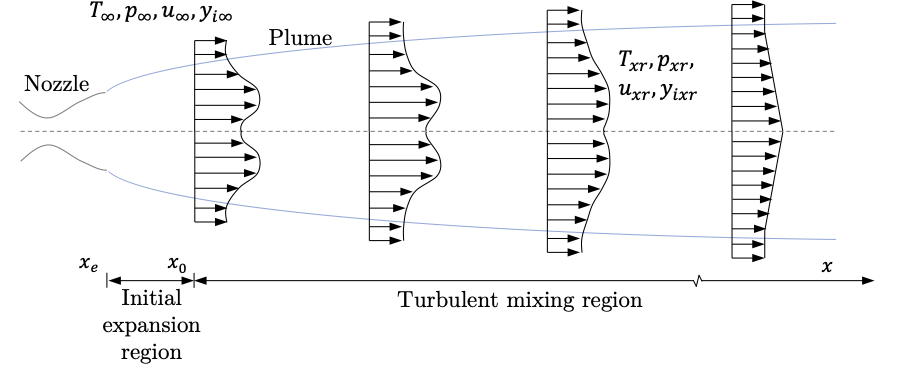 T∞, p∞, u∞, yi∞
Plume
Nozzle
Txr, pxr,
uxr, yixr
xe
x0
x
Initial
expansion
region
Turbulent mixing region